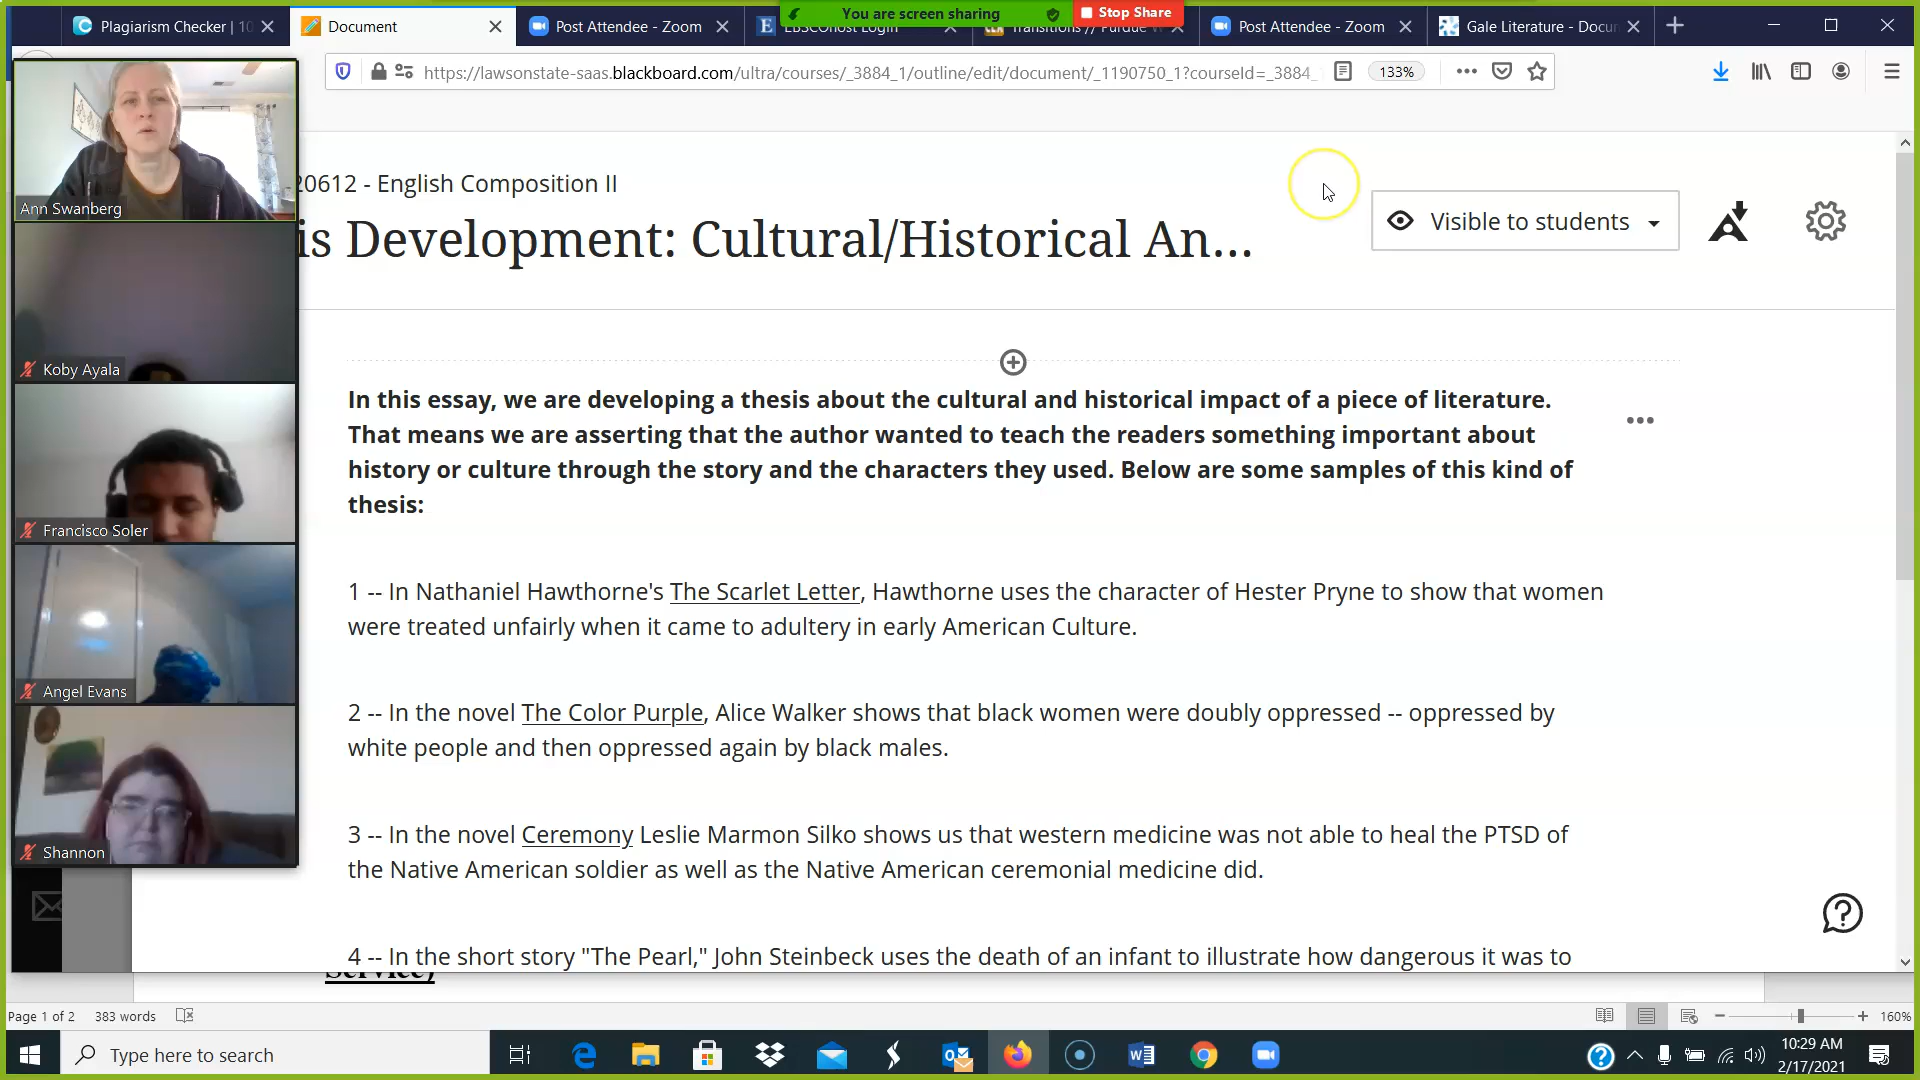 Plagiarism Checker | 10
Document
Post Attendee - Zoom
EBSCOhost Login
Transitions // Purdue
Post Attendee - Zoom
Gale Literature - Docu
You are screen sharing
Stop Share
https://lawsonstate-saas.blackboard.com/ultra/courses/_3884_1/outline/edit/document/_1190750_1?courseId=_3884_
133%
20612 - English Composition II
is Development: Cultural/Historical An...
Visible to students
Ann Swanberg
Koby Ayala
Francisco Soler
Angel Evans
Shannon
In this essay, we are developing a thesis about the cultural and historical impact of a piece of literature.
That means we are asserting that the author wanted to teach the readers something important about
history or culture through the story and the characters they used. Below are some samples of this kind of
thesis:
1 -- In Nathaniel Hawthorne's The Scarlet Letter, Hawthorne uses the character of Hester Pryne to show that women
were treated unfairly when it came to adultery in early American Culture.
2 -- In the novel The Color Purple, Alice Walker shows that black women were doubly oppressed -- oppressed by
white people and then oppressed again by black males.
3 -- In the novel Ceremony Leslie Marmon Silko shows us that western medicine was not able to heal the PTSD of
the Native American soldier as well as the Native American ceremonial medicine did.
4 -- In the short story "The Pearl," John Steinbeck uses the death of an infant to illustrate how dangerous it was to
Service)
Page 1 of 2
383 words
160%
Type here to search
10:29 AM
2/17/2021